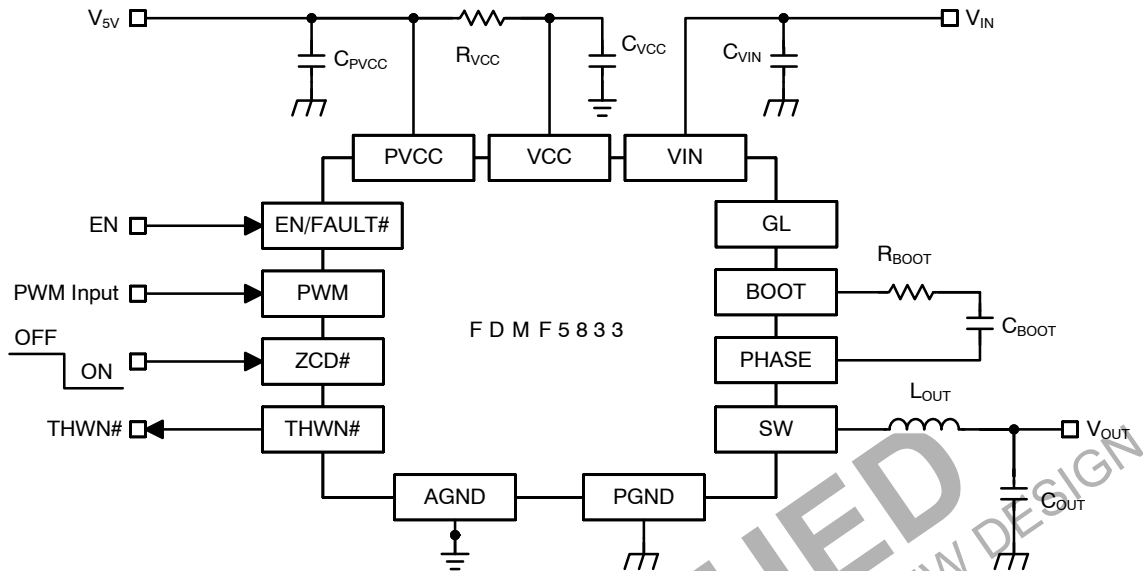 V5V
CPVCC
RVCC
CVCC
CVIN
VIN
PVCC
VCC
VIN
EN
EN/FAULT#
GL
RBOOT
PWM Input
PWM
BOOT
CBOOT
FDMF5833
OFF
ON
ZCD#
PHASE
LOUT
THWN#
THWN#
SW
VOUT
COUT
AGND
PGND
DESIGN